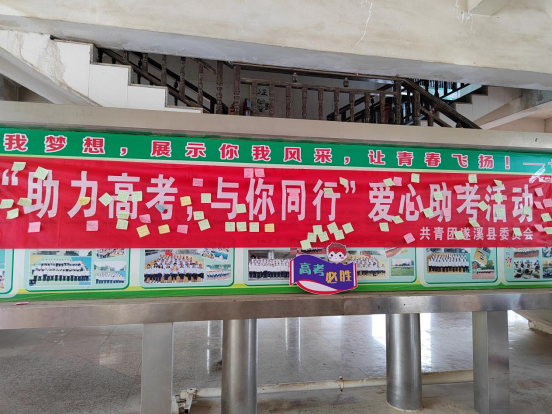 我梦想，展示你我风采，让青春飞扬！
“助力高考，与你同行”爱心助考活动
共青团遂溪县委员会
高考
必胜